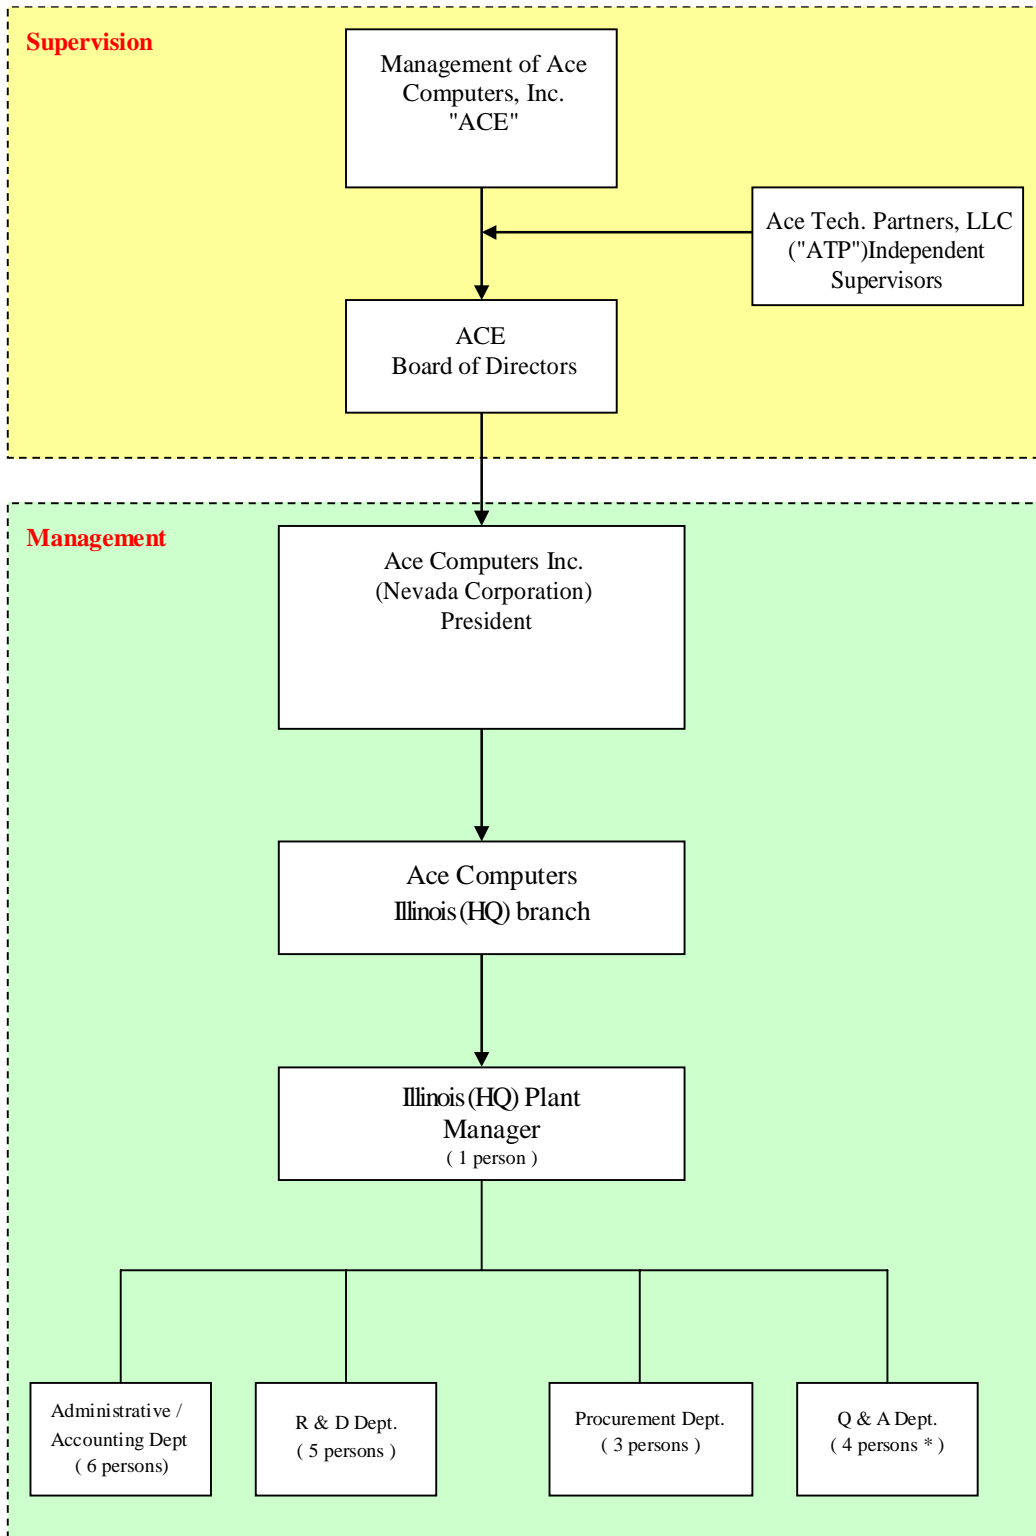 Supervision
Management of Ace
Computers, Inc.
"ACE"
Ace Tech. Partners, LLC
("ATP")Independent
Supervisors
ACE
Board of Directors
Management
Ace Computers Inc.
(Nevada Corporation)
President
Ace Computers
Illinois (HQ) branch
Illinois (HQ) Plant
Manager
( 1 person )
Administrative /
Accounting Dept
( 6 persons)
R & D Dept.
( 5 persons )
Procurement Dept.
( 3 persons )
Q & A Dept.
( 4 persons * )